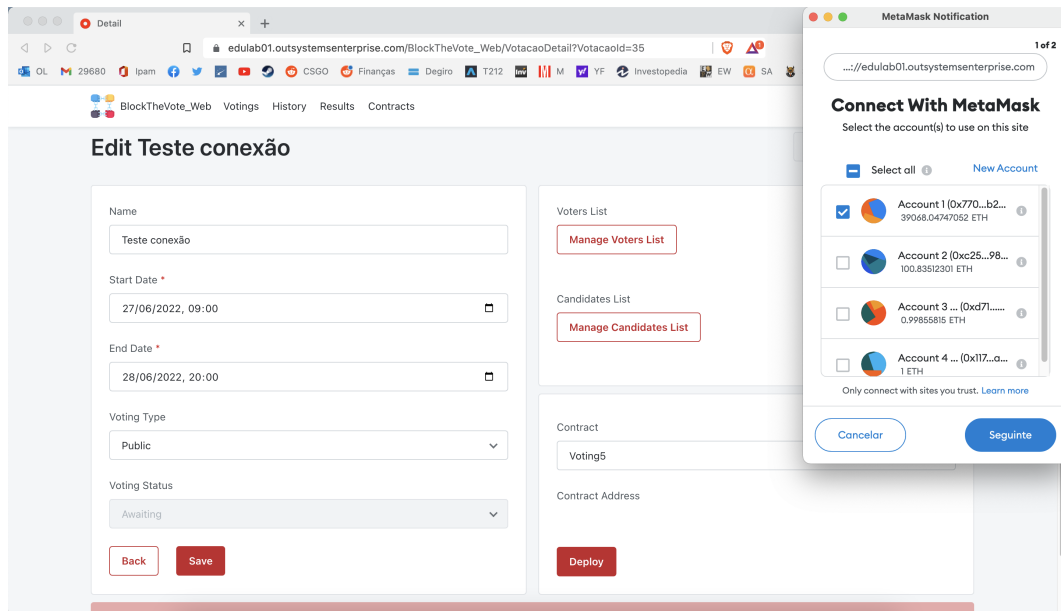 Detail
edulab01.outsystemsenterprise.com/BlockTheVote_Web/VotacaoDetail?VotacaoId=35
OL 29680 Ipam CSGO Finanças Degiro T212 M YF Investopedia EW SA
BlockTheVote_Web Votings History Results Contracts
Edit Teste conexão
Name
Teste conexão
Start Date *
27/06/2022, 09:00
End Date *
28/06/2022, 20:00
Voting Type
Public
Voting Status
Awaiting
Back Save
Voters List
Manage Voters List
Candidates List
Manage Candidates List
Contract
Voting5
Contract Address
Deploy
MetaMask Notification
1 of 2
...://edulab01.outsystemsenterprise.com
Connect With MetaMask
Select the account(s) to use on this site
Select all New Account
Account 1 (0x770...b2...
39068.04747052 ETH
Account 2 (0xc25...98...
100.83512301 ETH
Account 3 ... (0xd71......
0.99855815 ETH
Account 4 ... (0x117...a...
1 ETH
Only connect with sites you trust. Learn more
Cancelar Seguinte